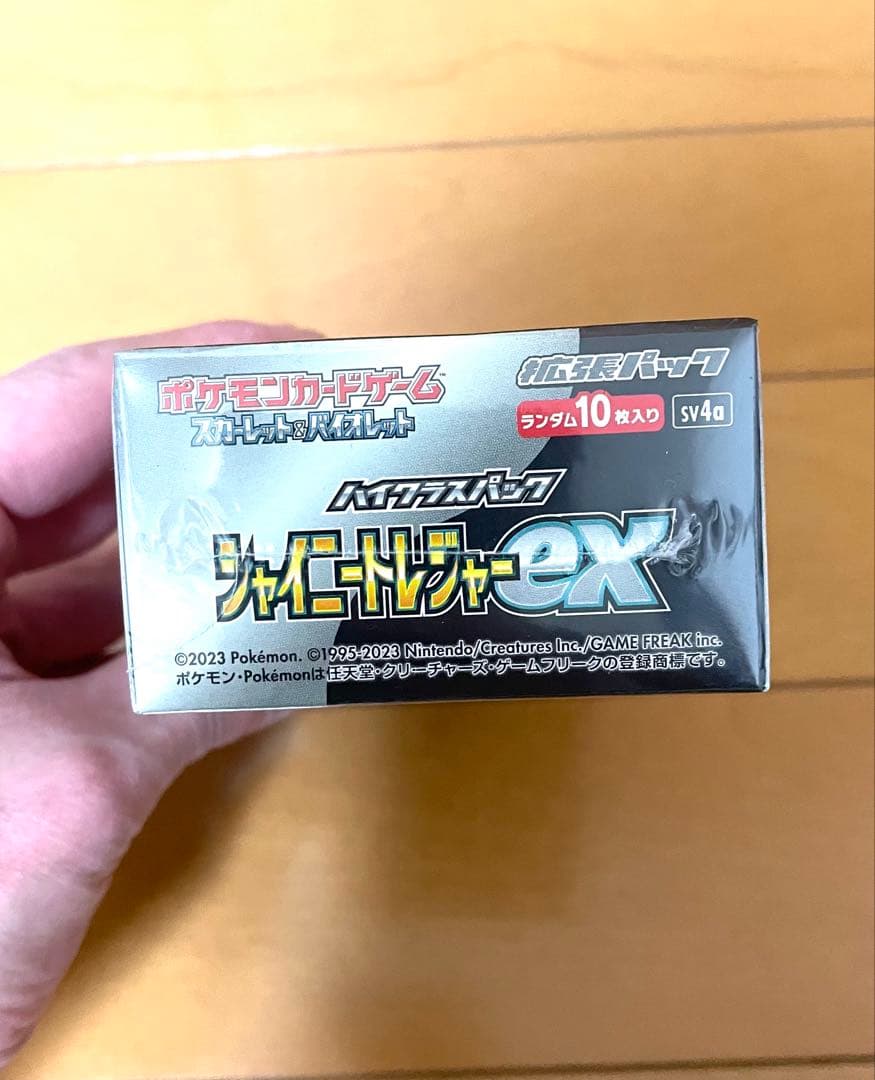 ポケモンカードゲーム™
スカーレット&バイオレット
拡張パック
ランダム10枚入り sv4a
ハイクラスパック
シャイニートレジャーex
©2023 Pokémon. ©1995-2023 Nintendo/Creatures Inc./GAME FREAK inc.
ポケモン・Pokémonは任天堂・クリーチャーズ・ゲームフリークの登録商標です。